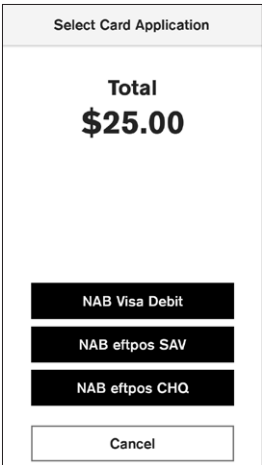 Select Card Application
Total
$25.00
NAB Visa Debit
NAB eftpos SAV
NAB eftpos CHQ
Cancel